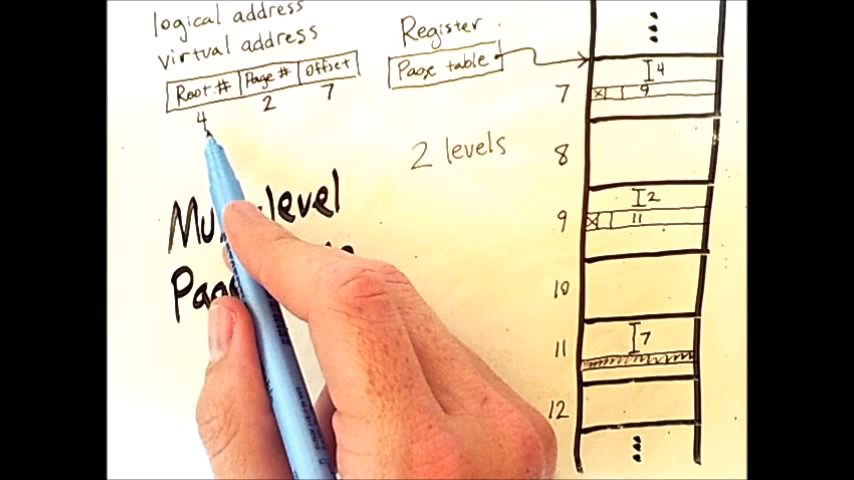 logical address
virtual address
Root # Page # Offset
4 2 7
Register
Page table
2 levels
level
7
4
9
8
9
2
11
10
11
7
12